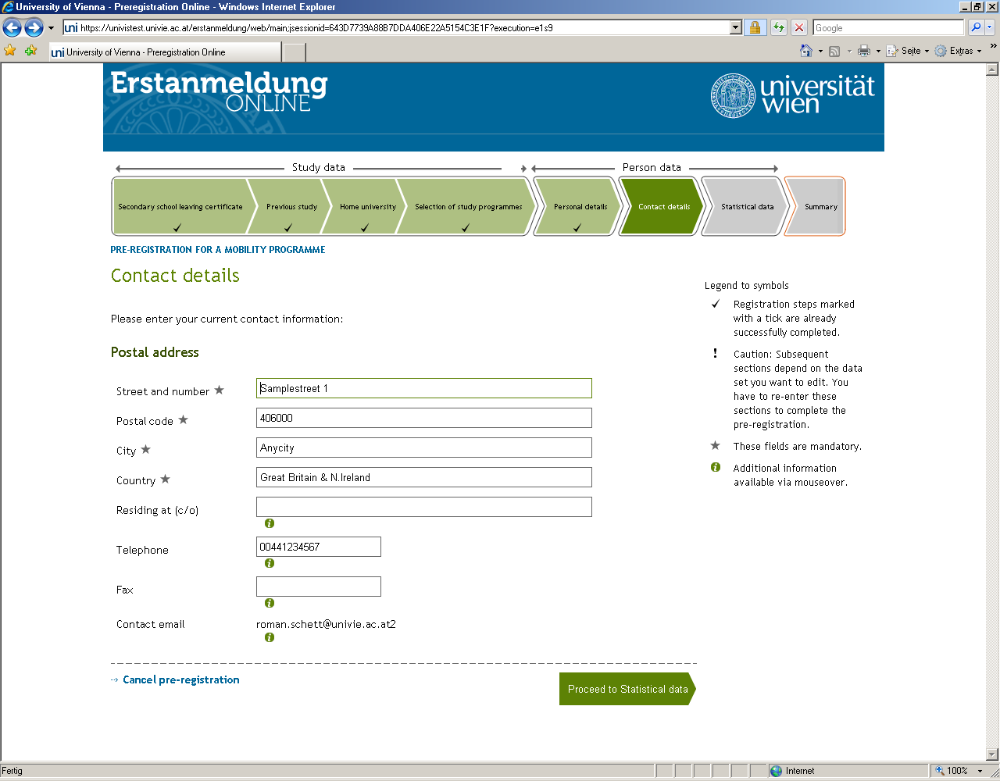 University of Vienna - Preregistration Online - Windows Internet Explorer
uni https://univistest.univie.ac.at/erstanmeldung/web/main;jsessionid=643D7739A88B7DDA406E22A5154C3E1F?execution=e1s9
Google
uni University of Vienna - Preregistration Online
Seite
Extras
Erstanmeldung
ONLINE
universität
wien
Study data
Person data
Secondary school leaving certificate
Previous study
Home university
Selection of study programmes
Personal details
Contact details
Statistical data
Summary
PRE-REGISTRATION FOR A MOBILITY PROGRAMME
Contact details
Please enter your current contact information:
Postal address
Street and number
Samplestreet 1
Postal code
406000
City
Anycity
Country
Great Britain & N.Ireland
Residing at (c/o)
Telephone
00441234567
Fax
Contact email
roman.schett@univie.ac.at2
Cancel pre-registration
Proceed to Statistical data
Legend to symbols
Registration steps marked
with a tick are already
successfully completed.
Caution: Subsequent
sections depend on the data
set you want to edit. You
have to re-enter these
sections to complete the
pre-registration.
These fields are mandatory.
Additional information
available via mouseover.
Fertig
Internet
100%